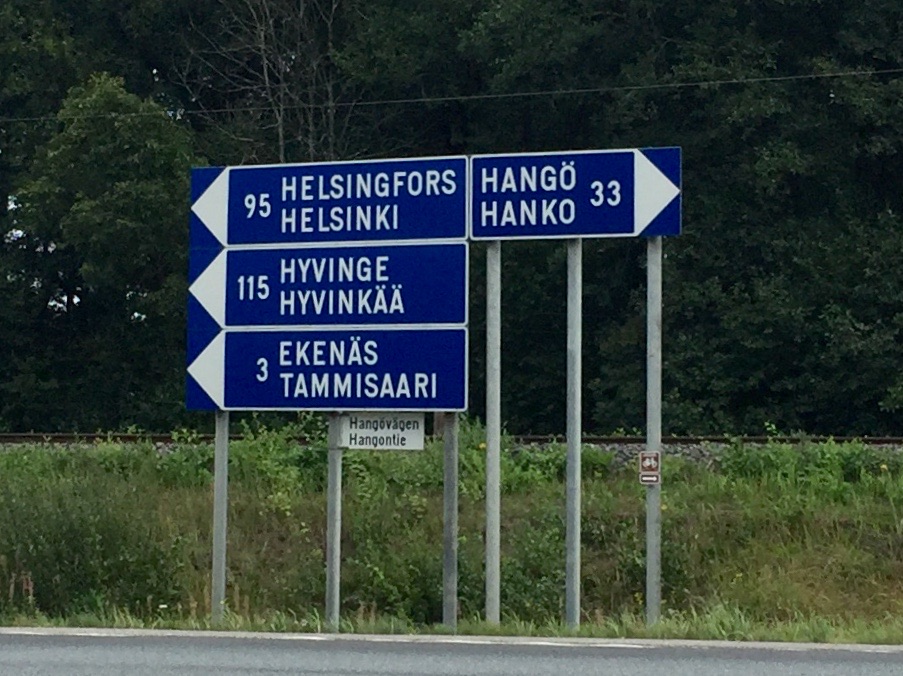 95 HELSINGFORS
HELSINKI
115 HYVINGE
HYVINKÄÄ
3 EKENÄS
TAMMISAARI
HANGÖ 33
HANKO
Hangövägen
Hangontie